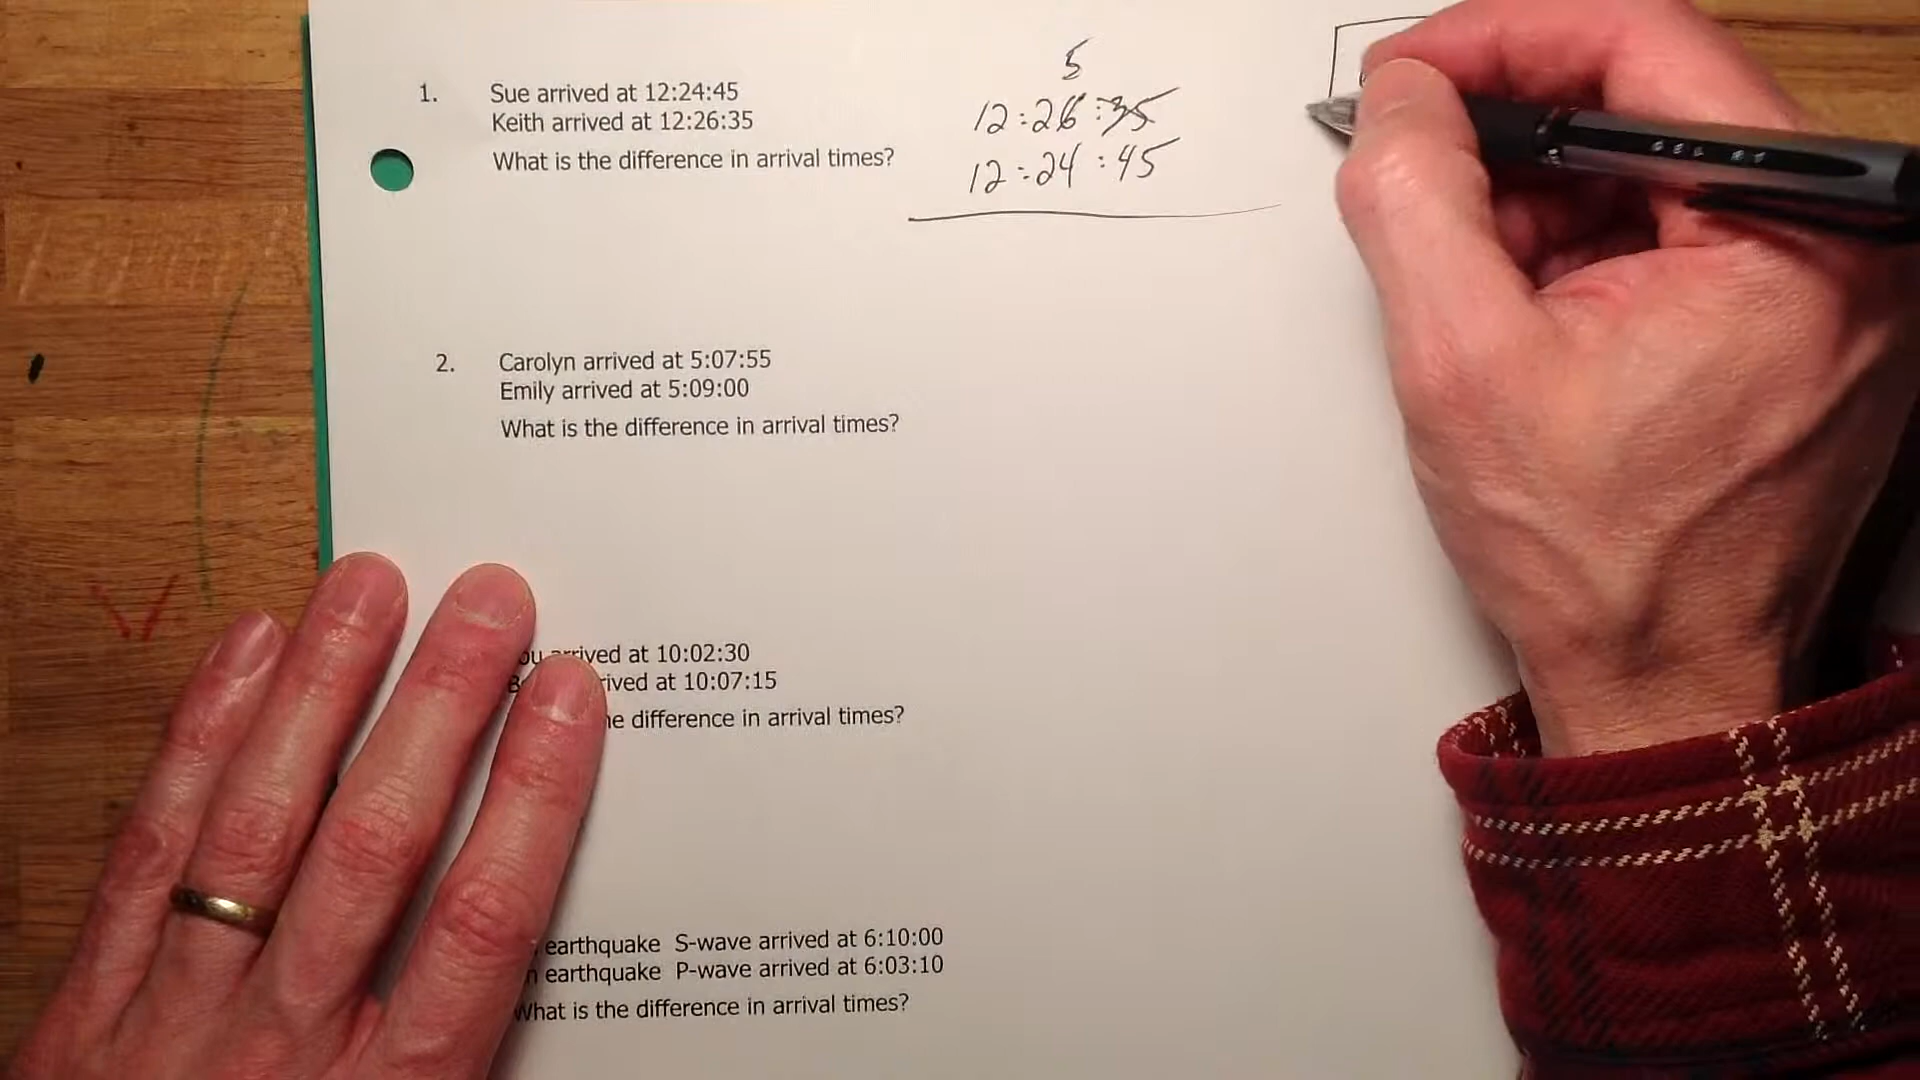 1. Sue arrived at 12:24:45
Keith arrived at 12:26:35
What is the difference in arrival times?
5
12:26:35
12:24:45
2. Carolyn arrived at 5:07:55
Emily arrived at 5:09:00
What is the difference in arrival times?
arrived at 10:02:30
arrived at 10:07:15
difference in arrival times?
earthquake S-wave arrived at 6:10:00
earthquake P-wave arrived at 6:03:10
What is the difference in arrival times?